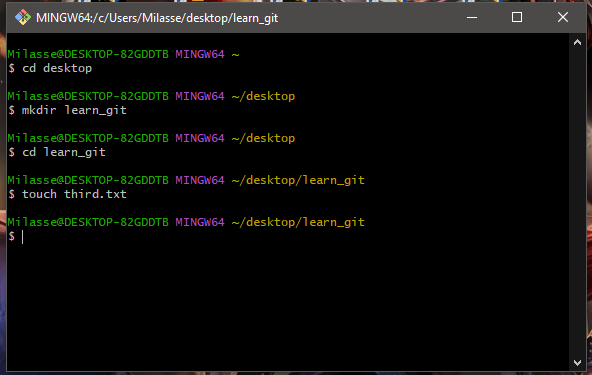 MINGW64:/c/Users/Milasse/desktop/learn_git
Milasse@DESKTOP-82GDDTB MINGW64 ~
$ cd desktop
Milasse@DESKTOP-82GDDTB MINGW64 ~/desktop
$ mkdir learn_git
Milasse@DESKTOP-82GDDTB MINGW64 ~/desktop
$ cd learn_git
Milasse@DESKTOP-82GDDTB MINGW64 ~/desktop/learn_git
$ touch third.txt
Milasse@DESKTOP-82GDDTB MINGW64 ~/desktop/learn_git
$